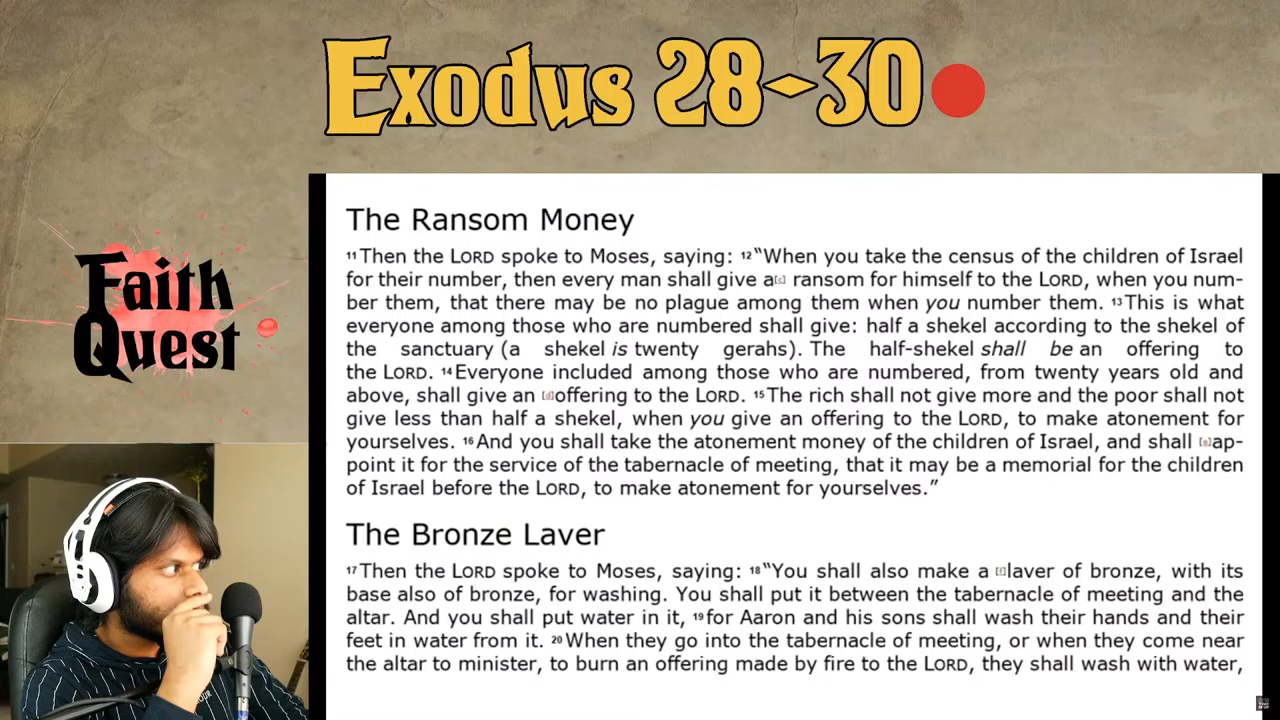 Exodus 28-30
Faith
Quest
The Ransom Money
11 Then the LORD spoke to Moses, saying: 12 “When you take the census of the children of Israel
for their number, then every man shall give a[c] ransom for himself to the LORD, when you num-
ber them, that there may be no plague among them when you number them. 13 This is what
everyone among those who are numbered shall give: half a shekel according to the shekel of
the sanctuary (a shekel is twenty gerahs). The half-shekel shall be an offering to
the LORD. 14 Everyone included among those who are numbered, from twenty years old and
above, shall give an [d]offering to the LORD. 15 The rich shall not give more and the poor shall not
give less than half a shekel, when you give an offering to the LORD, to make atonement for
yourselves. 16 And you shall take the atonement money of the children of Israel, and shall [e]ap-
point it for the service of the tabernacle of meeting, that it may be a memorial for the children
of Israel before the LORD, to make atonement for yourselves.”
The Bronze Laver
17 Then the LORD spoke to Moses, saying: 18 “You shall also make a [f]laver of bronze, with its
base also of bronze, for washing. You shall put it between the tabernacle of meeting and the
altar. And you shall put water in it, 19 for Aaron and his sons shall wash their hands and their
feet in water from it. 20 When they go into the tabernacle of meeting, or when they come near
the altar to minister, to burn an offering made by fire to the LORD, they shall wash with water,